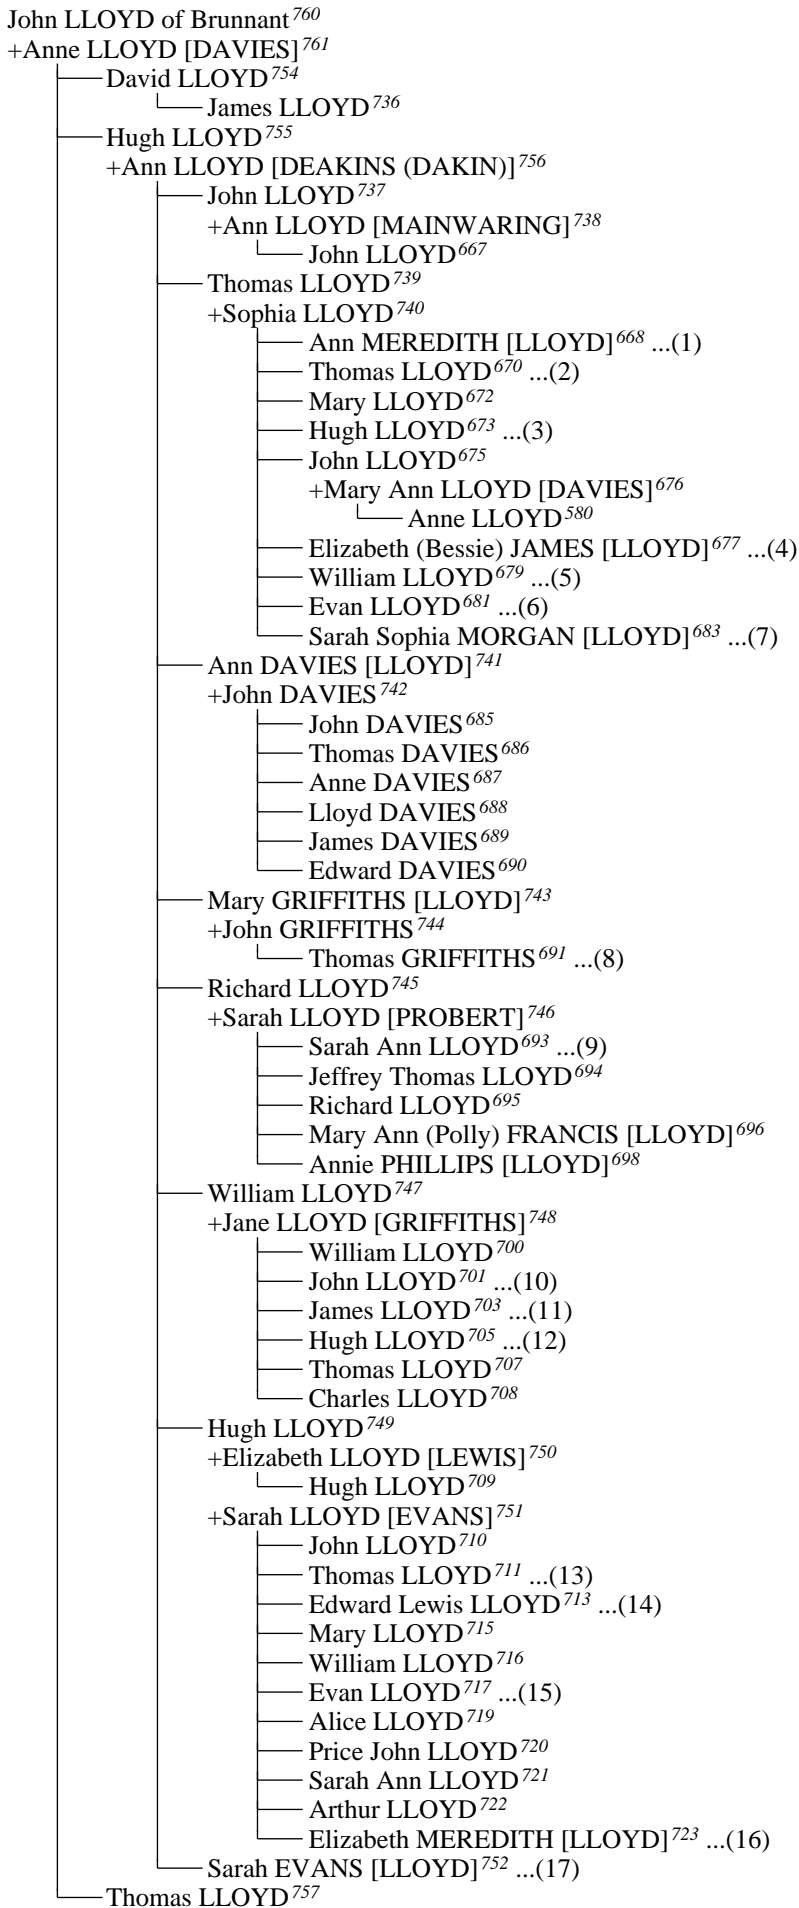 John LLOYD of Brunnant760
+Anne LLOYD [DAVIES]761
David LLOYD754
James LLOYD736
Hugh LLOYD755
+Ann LLOYD [DEAKINS (DAKIN)]756
John LLOYD737
+Ann LLOYD [MAINWARING]738
John LLOYD667
Thomas LLOYD739
+Sophia LLOYD740
Ann MEREDITH [LLOYD]668 ...(1)
Thomas LLOYD670 ...(2)
Mary LLOYD672
Hugh LLOYD673 ...(3)
John LLOYD675
+Mary Ann LLOYD [DAVIES]676
Anne LLOYD580
Elizabeth (Bessie) JAMES [LLOYD]677 ...(4)
William LLOYD679 ...(5)
Evan LLOYD681 ...(6)
Sarah Sophia MORGAN [LLOYD]683 ...(7)
Ann DAVIES [LLOYD]741
+John DAVIES742
John DAVIES685
Thomas DAVIES686
Anne DAVIES687
Lloyd DAVIES688
James DAVIES689
Edward DAVIES690
Mary GRIFFITHS [LLOYD]743
+John GRIFFITHS744
Thomas GRIFFITHS691 ...(8)
Richard LLOYD745
+Sarah LLOYD [PROBERT]746
Sarah Ann LLOYD693 ...(9)
Jeffrey Thomas LLOYD694
Richard LLOYD695
Mary Ann (Polly) FRANCIS [LLOYD]696
Annie PHILLIPS [LLOYD]698
William LLOYD747
+Jane LLOYD [GRIFFITHS]748
William LLOYD700
John LLOYD701 ...(10)
James LLOYD703 ...(11)
Hugh LLOYD705 ...(12)
Thomas LLOYD707
Charles LLOYD708
Hugh LLOYD749
+Elizabeth LLOYD [LEWIS]750
Hugh LLOYD709
+Sarah LLOYD [EVANS]751
John LLOYD710
Thomas LLOYD711 ...(13)
Edward Lewis LLOYD713 ...(14)
Mary LLOYD715
William LLOYD716
Evan LLOYD717 ...(15)
Alice LLOYD719
Price John LLOYD720
Sarah Ann LLOYD721
Arthur LLOYD722
Elizabeth MEREDITH [LLOYD]723 ...(16)
Sarah EVANS [LLOYD]752 ...(17)
Thomas LLOYD757